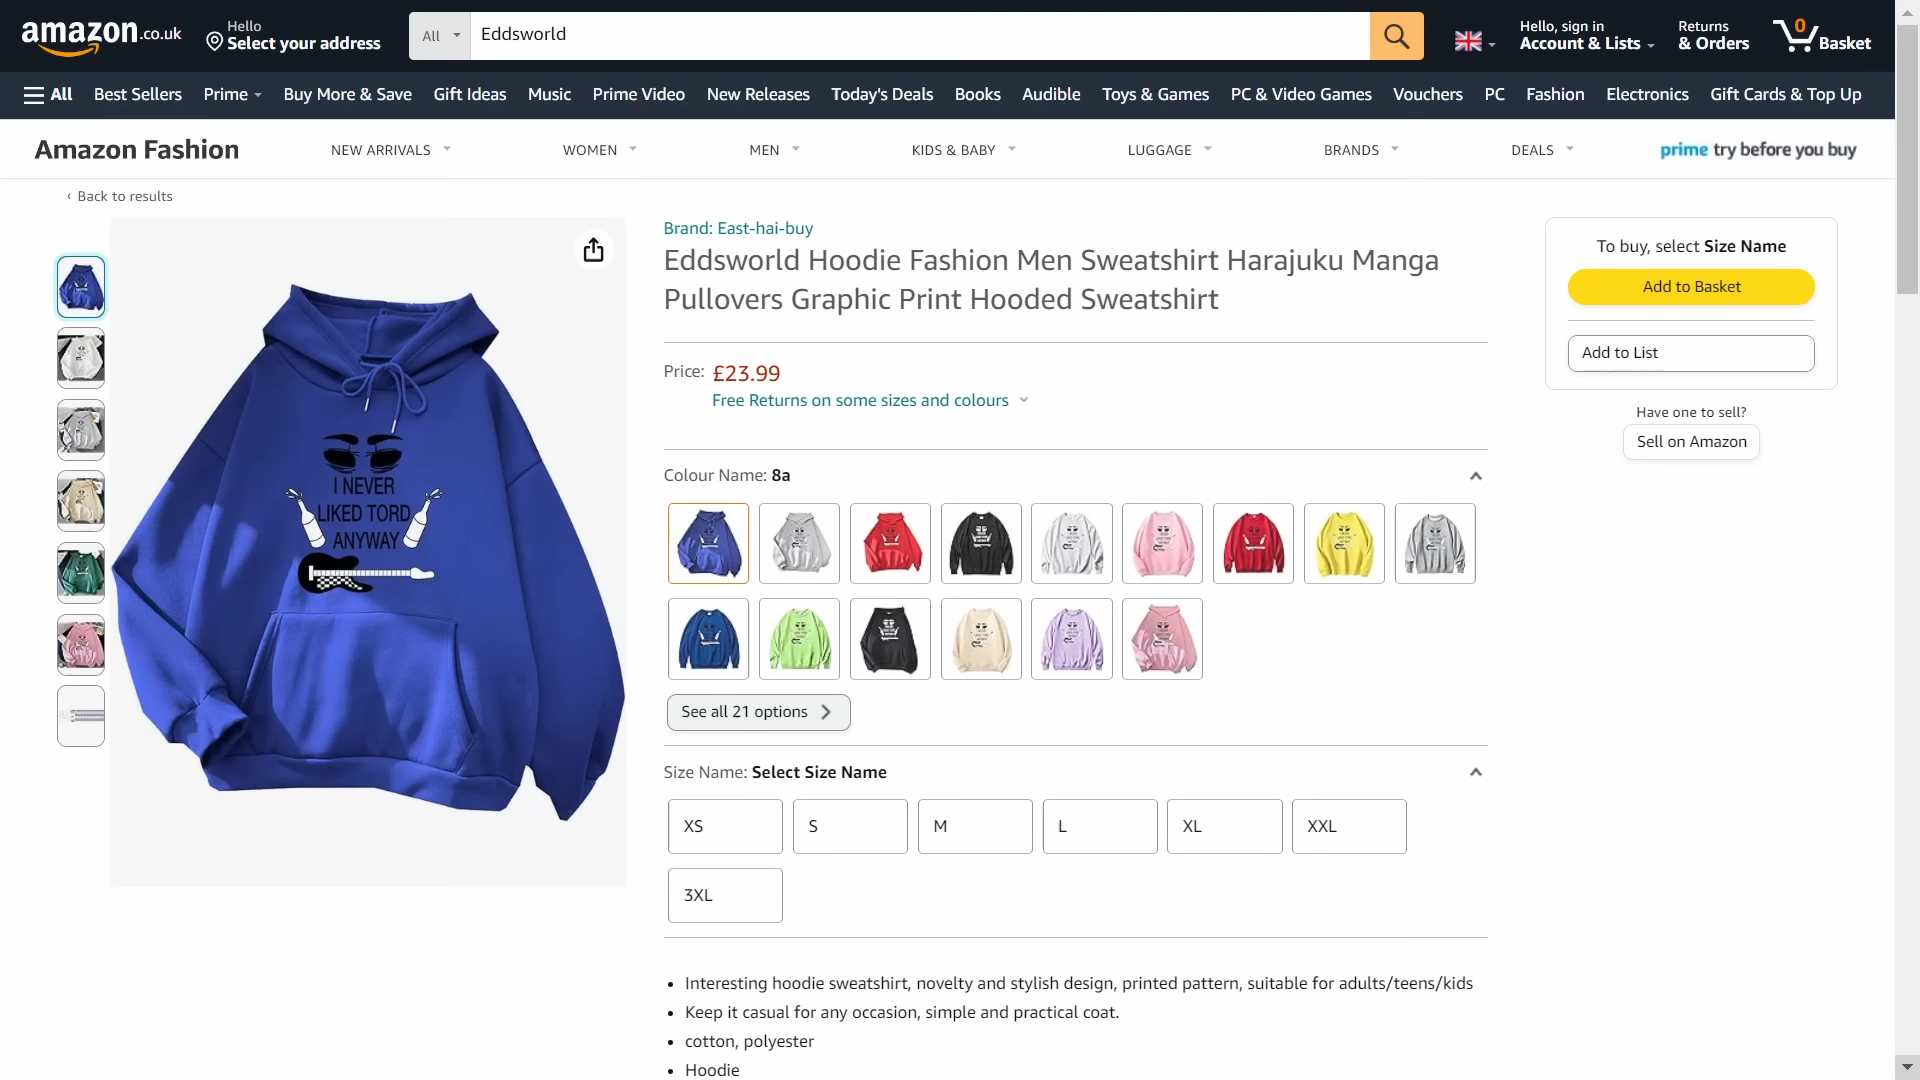 amazon.co.uk
Hello
Select your address
All
Eddsworld
Hello, sign in
Account & Lists
Returns
& Orders
0
Basket
All
Best Sellers
Prime
Buy More & Save
Gift Ideas
Music
Prime Video
New Releases
Today's Deals
Books
Audible
Toys & Games
PC & Video Games
Vouchers
PC
Fashion
Electronics
Gift Cards & Top Up
Amazon Fashion
NEW ARRIVALS
WOMEN
MEN
KIDS & BABY
LUGGAGE
BRANDS
DEALS
prime try before you buy
‹ Back to results
I NEVER
LIKED TORD
ANYWAY
Brand: East-hai-buy
Eddsworld Hoodie Fashion Men Sweatshirt Harajuku Manga
Pullovers Graphic Print Hooded Sweatshirt
Price: £23.99
Free Returns on some sizes and colours
Colour Name: 8a
See all 21 options
Size Name: Select Size Name
XS
S
M
L
XL
XXL
3XL
• Interesting hoodie sweatshirt, novelty and stylish design, printed pattern, suitable for adults/teens/kids
• Keep it casual for any occasion, simple and practical coat.
• cotton, polyester
• Hoodie
To buy, select Size Name
Add to Basket
Add to List
Have one to sell?
Sell on Amazon